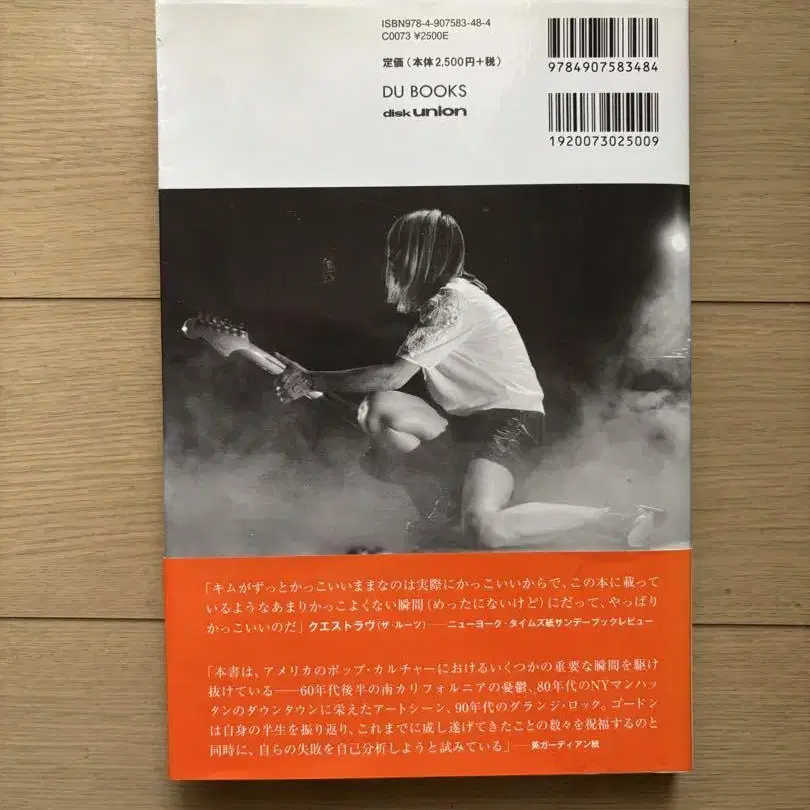 ISBN978-4-907583-48-4
C0073 ¥2500E
定価(本体2,500円+税)
DU BOOKS
disk union
9784907583484
1920073025009
「キムがずっとかっこいいままなのは実際にかっこいいからで、この本に載って
いるようなあまりかっこよくない瞬間(めったにないけど)にだって、やっぱり
かっこいいのだ」クエストラヴ(ザ・ルーツ)──ニューヨーク・タイムズ紙サンデーブックレビュー
「本書は、アメリカのポップ・カルチャーにおけるいくつかの重要な瞬間を駆け
抜けている──60年代後半の南カリフォルニアの憂鬱、80年代のNYマンハッ
タンのダウンタウンに栄えたアートシーン、90年代のグランジ・ロック。ゴードン
は自身の半生を振り返り、これまでに成し遂げてきたことの数々を祝福するのと
同時に、自らの失敗を自己分析しようと試みている」──英ガーディアン紙